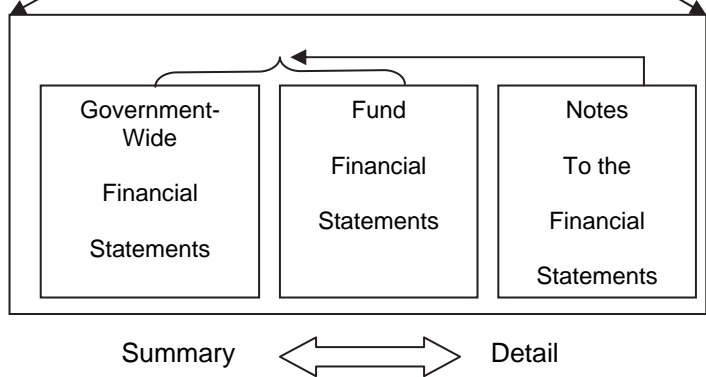 Government-
Wide
Financial
Statements
Fund
Financial
Statements
Notes
To the
Financial
Statements
Summary
Detail